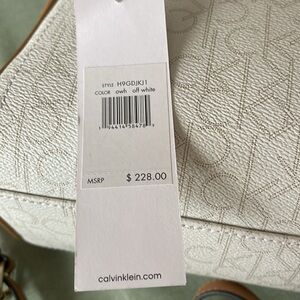 STYLE H9GDJKJ1
COLOR owh off white
MSRP $ 228.00
calvinklein.com